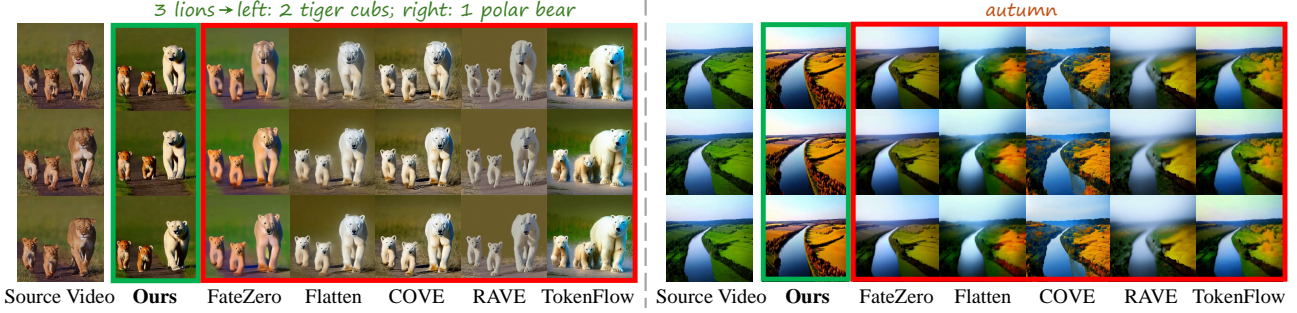 3 lions→left: 2 tiger cubs; right: 1 polar bear
autumn
Source Video Ours FateZero Flatten COVE RAVE TokenFlow
Source Video Ours FateZero Flatten COVE RAVE TokenFlow